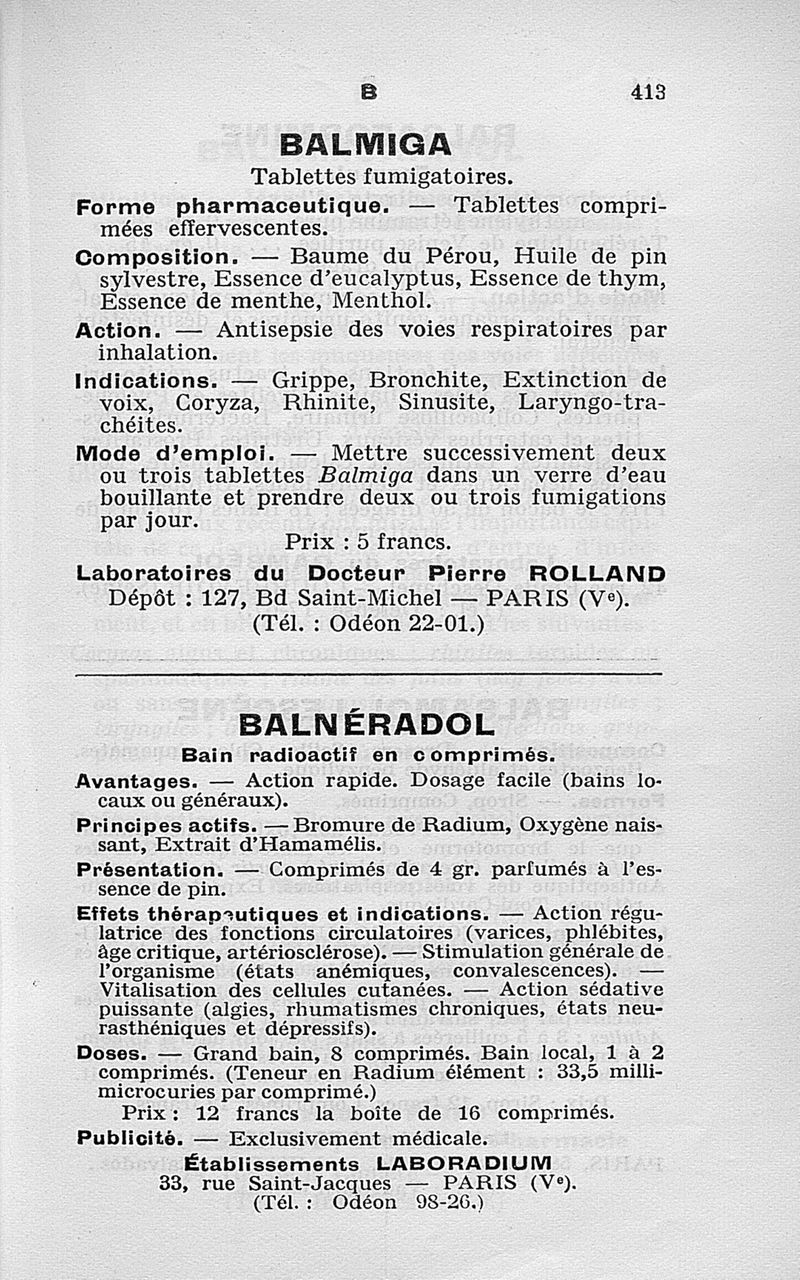 B 413
BALMIGA
Tablettes fumigatoires.
Forme pharmaceutique. — Tablettes compri-
mées effervescentes.
Composition. — Baume du Pérou, Huile de pin
sylvestre, Essence d'eucalyptus, Essence de thym,
Essence de menthe, Menthol.
Action. — Antisepsie des voies respiratoires par
inhalation.
Indications. — Grippe, Bronchite, Extinction de
voix, Coryza, Rhinite, Sinusite, Laryngo-tra-
chéites.
Mode d'emploi. — Mettre successivement deux
ou trois tablettes Balmiga dans un verre d'eau
bouillante et prendre deux ou trois fumigations
par jour.
Prix : 5 francs.
Laboratoires du Docteur Pierre ROLLAND
Dépôt : 127, Bd Saint-Michel — PARIS (Ve).
(Tél. : Odéon 22-01.)
BALNÉRADOL
Bain radioactif en comprimés.
Avantages. — Action rapide. Dosage facile (bains lo-
caux ou généraux).
Principes actifs. — Bromure de Radium, Oxygène nais-
sant, Extrait d'Hamamélis.
Présentation. — Comprimés de 4 gr. parfumés à l'es-
sence de pin.
Effets thérapeutiques et indications. — Action régu-
latrice des fonctions circulatoires (varices, phlébites,
âge critique, artériosclérose). — Stimulation générale de
l'organisme (états anémiques, convalescences). —
Vitalisation des cellules cutanées. — Action sédative
puissante (algies, rhumatismes chroniques, états neu-
rasthéniques et dépressifs).
Doses. — Grand bain, 8 comprimés. Bain local, 1 à 2
comprimés. (Teneur en Radium élément : 33,5 milli-
microcuries par comprimé.)
Prix : 12 francs la boîte de 16 comprimés.
Publicité. — Exclusivement médicale.
Établissements LABORADIUM
33, rue Saint-Jacques — PARIS (Ve).
(Tél. : Odéon 98-26.)